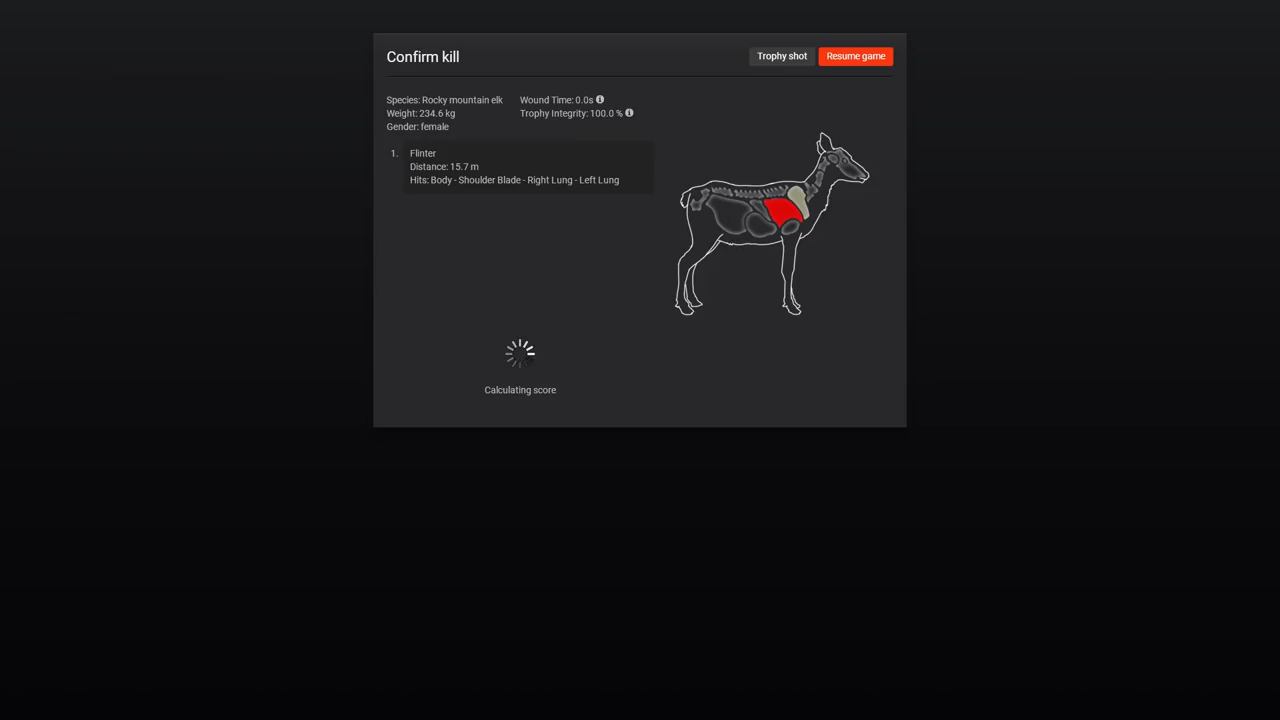 Confirm kill
Trophy shot
Resume game
Species: Rocky mountain elk
Wound Time: 0.0s
Weight: 234.6 kg
Trophy Integrity: 100.0 %
Gender: female
1.
Flinter
Distance: 15.7 m
Hits: Body - Shoulder Blade - Right Lung - Left Lung
Calculating score